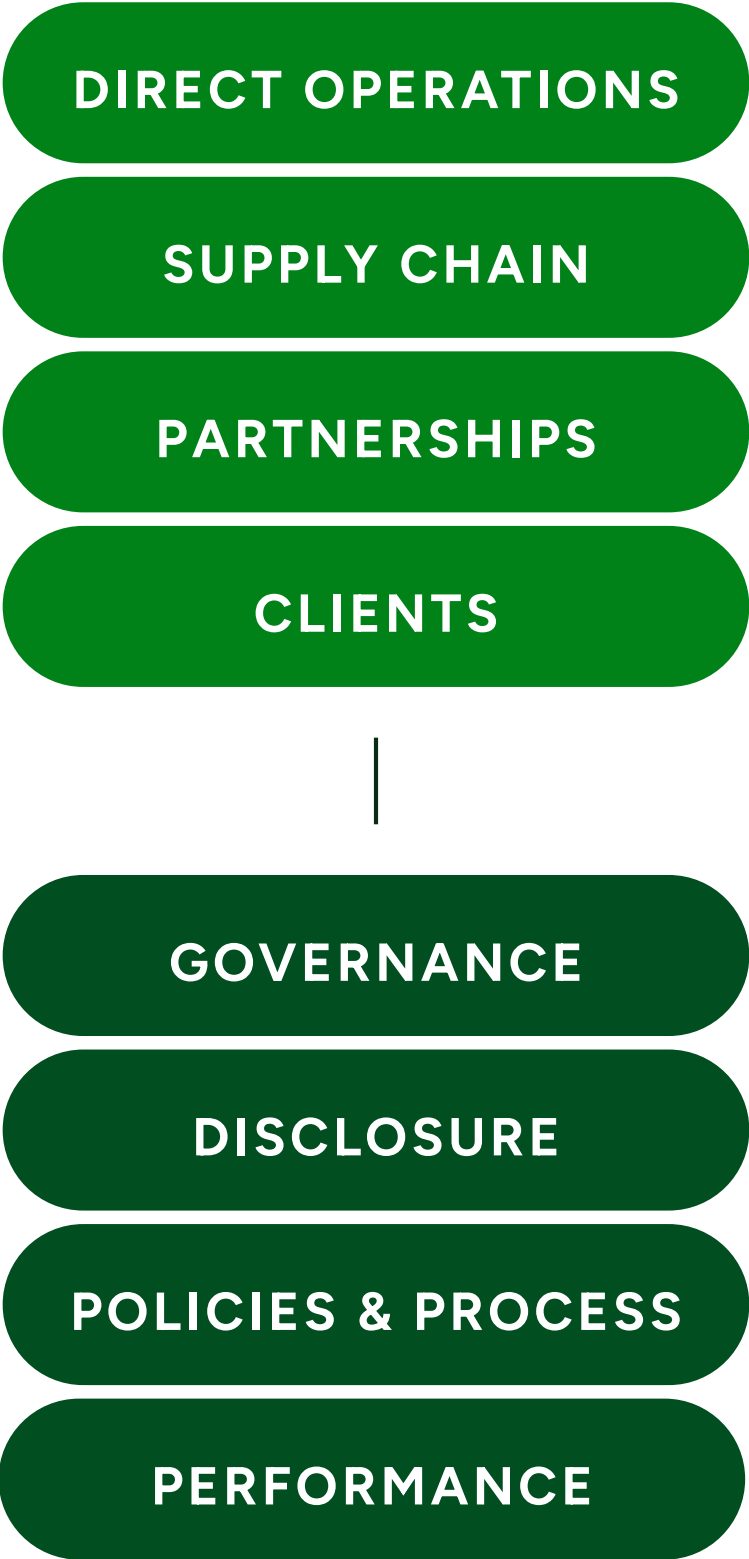 DIRECT OPERATIONS
SUPPLY CHAIN
PARTNERSHIPS
CLIENTS
GOVERNANCE
DISCLOSURE
POLICIES & PROCESS
PERFORMANCE